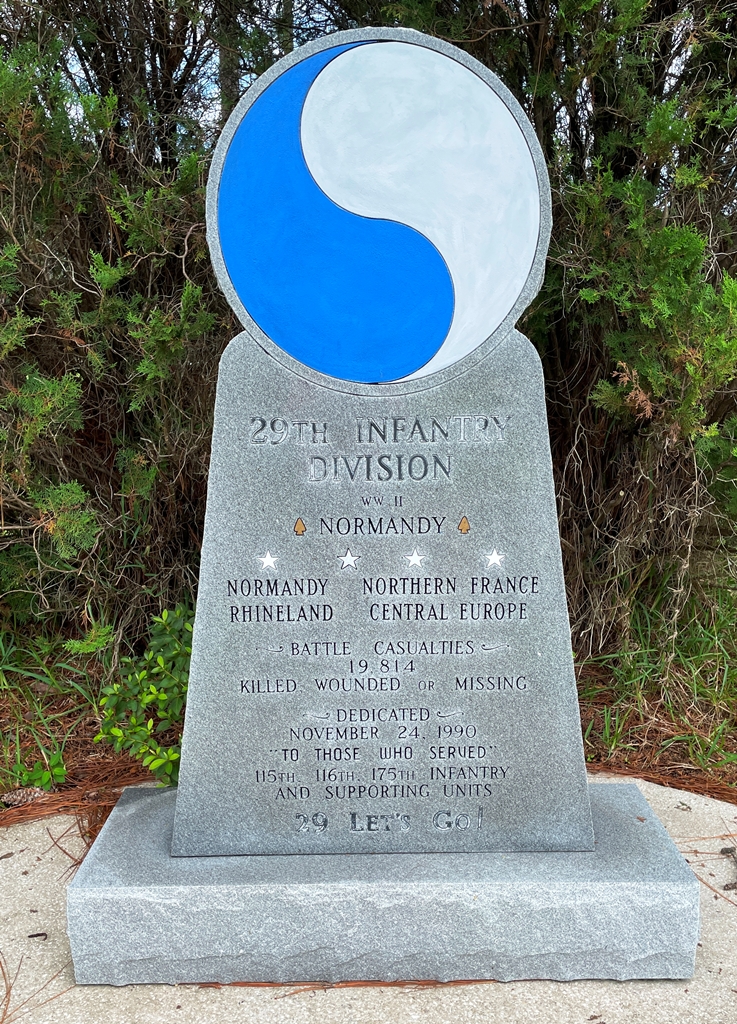 29TH INFANTRY
DIVISION
WW II
NORMANDY
NORMANDY NORTHERN FRANCE
RHINELAND CENTRAL EUROPE
BATTLE CASUALTIES
19,814
KILLED, WOUNDED OR MISSING
DEDICATED
NOVEMBER 24, 1990
"TO THOSE WHO SERVED"
115TH, 116TH, 175TH INFANTRY
AND SUPPORTING UNITS
29 LET'S GO!